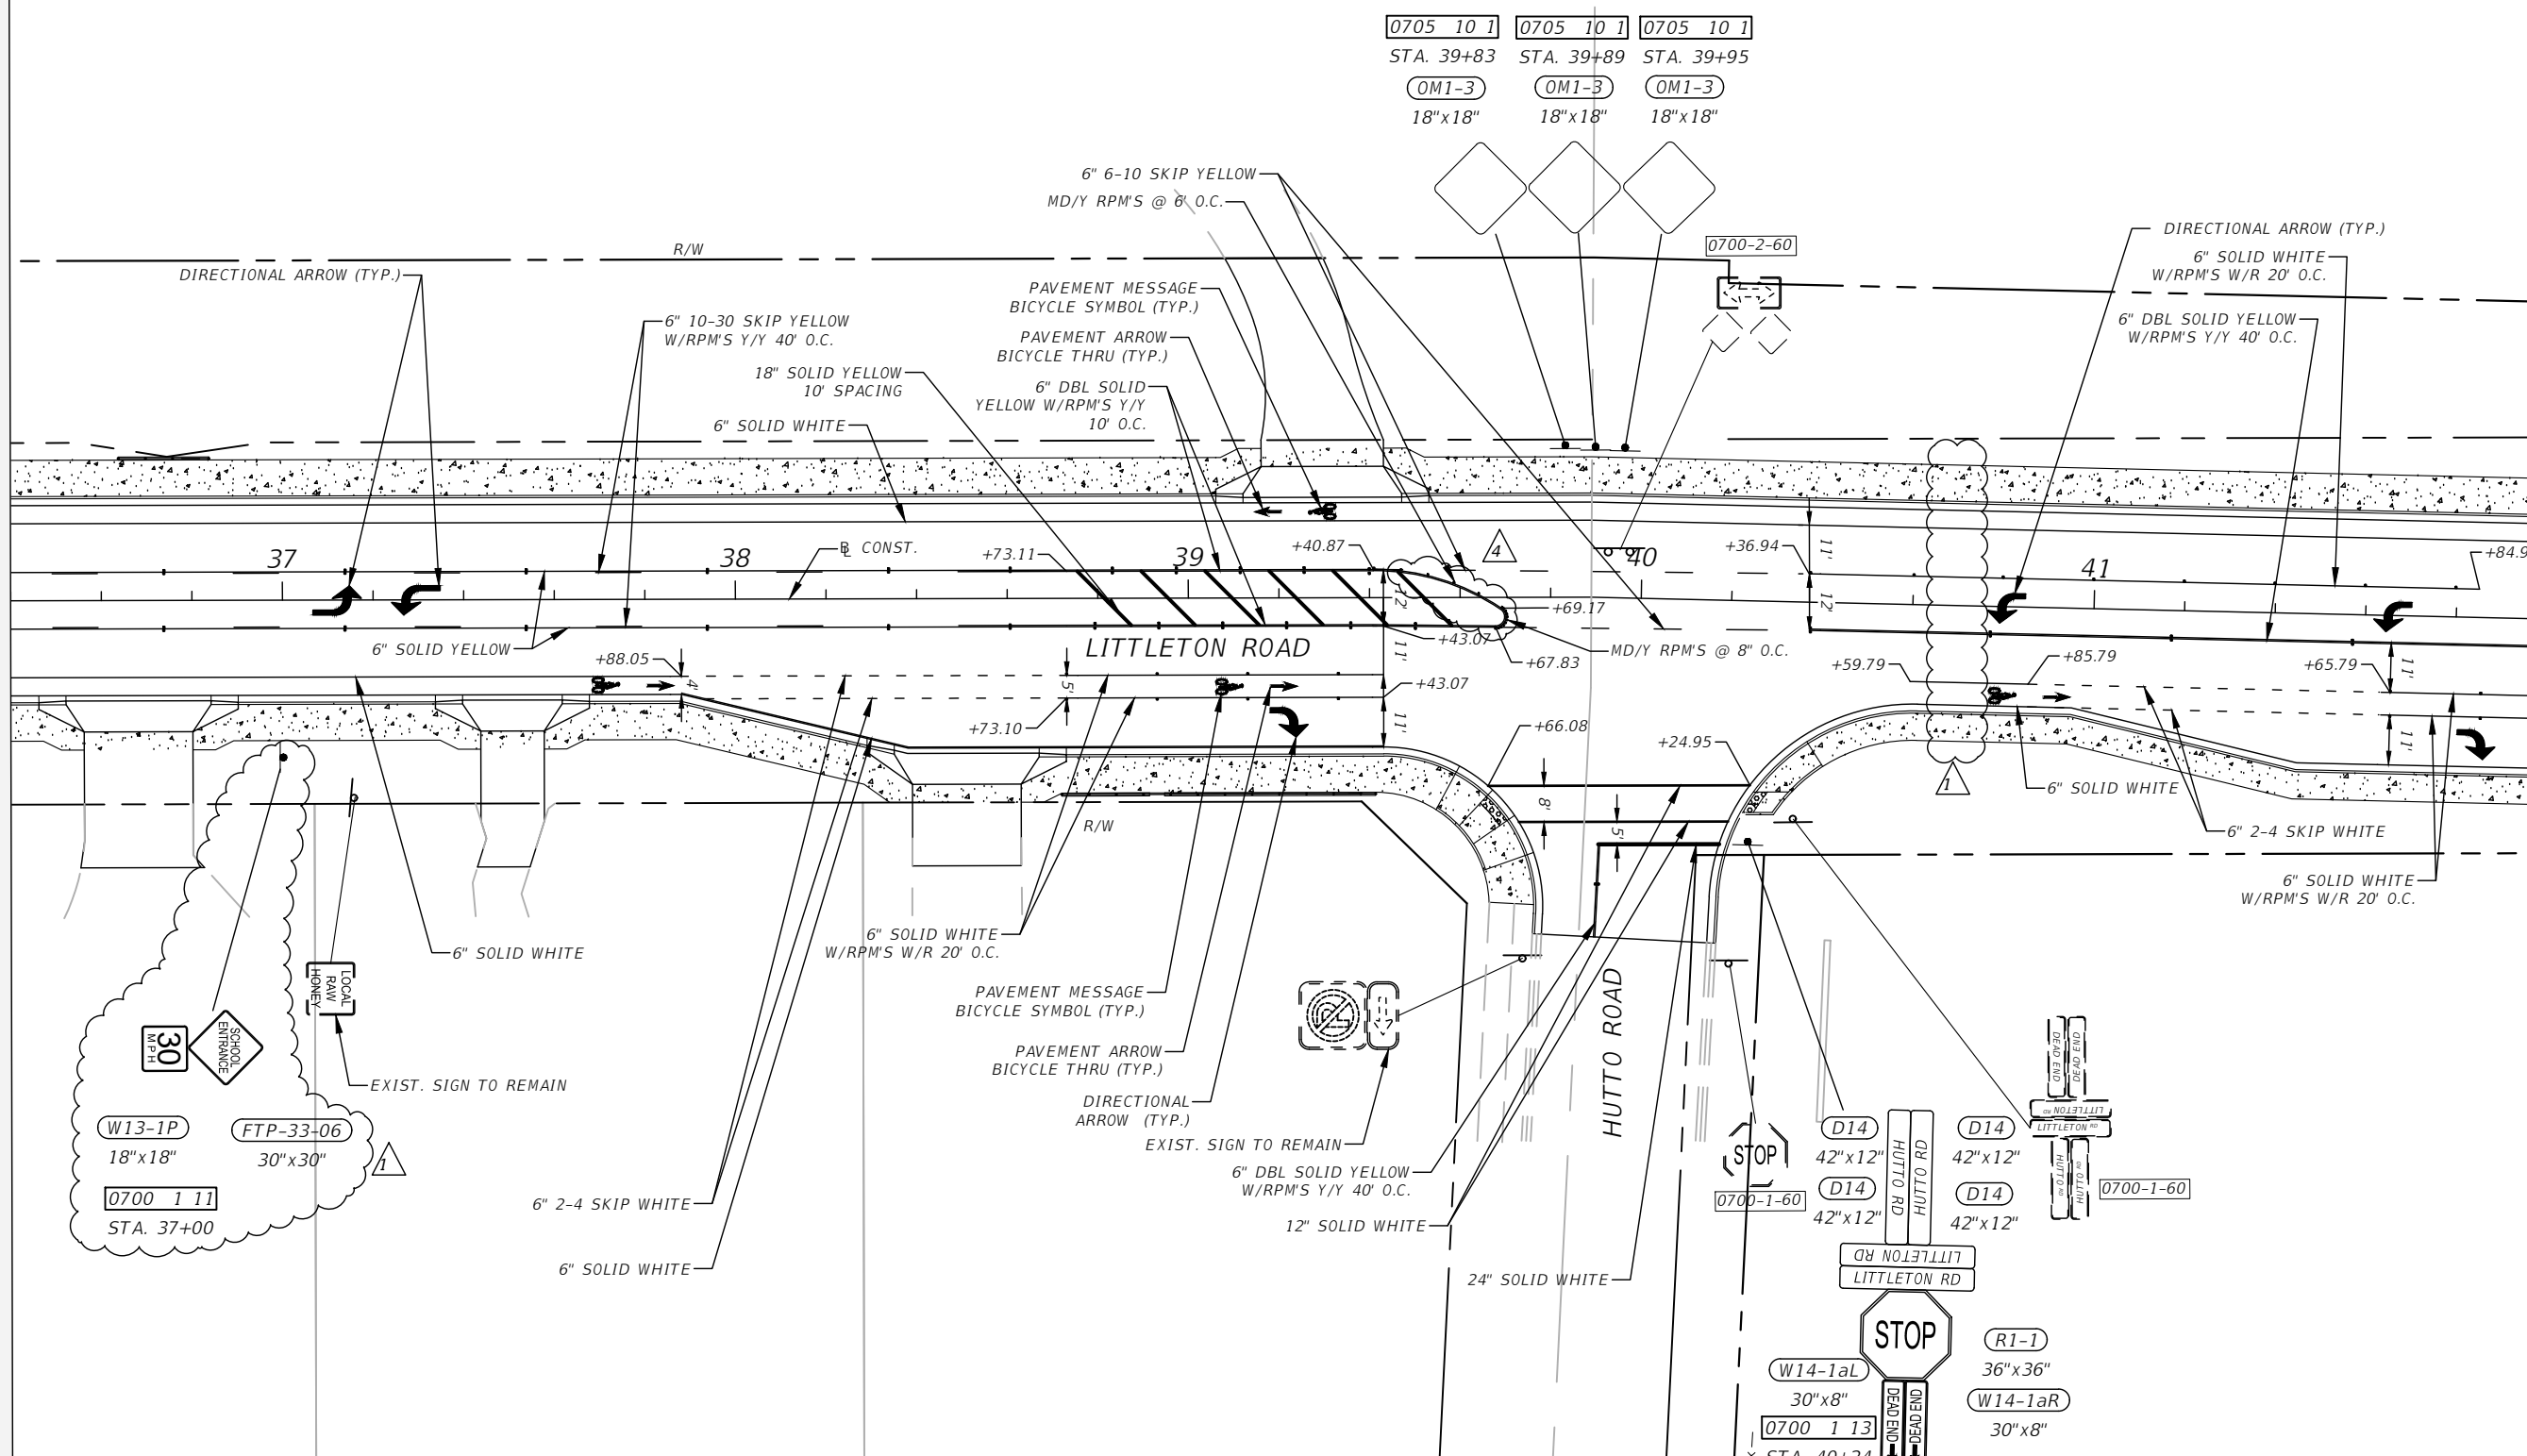 0705 10 1
0705 10 1
0705 10 1
STA. 39+83
STA. 39+89
STA. 39+95
OM1-3
OM1-3
OM1-3
18"x18"
18"x18"
18"x18"
6" 6-10 SKIP YELLOW
MD/Y RPM'S @ 6' O.C.
0700-2-60
DIRECTIONAL ARROW (TYP.)
6" SOLID WHITE
W/RPM'S W/R 20' O.C.
6" DBL SOLID YELLOW
W/RPM'S Y/Y 40' O.C.
R/W
DIRECTIONAL ARROW (TYP.)
6" 10-30 SKIP YELLOW
W/RPM'S Y/Y 40' O.C.
PAVEMENT MESSAGE
BICYCLE SYMBOL (TYP.)
PAVEMENT ARROW
BICYCLE THRU (TYP.)
18" SOLID YELLOW
10' SPACING
6" DBL SOLID
YELLOW W/RPM'S Y/Y
10' O.C.
6" SOLID WHITE
37
38
39
40
41
B CONST.
+73.11
+40.87
4
+36.94
11'
+84.9
12'
12'
+69.17
+43.07
LITTLETON ROAD
MD/Y RPM'S @ 8" O.C.
+67.83
6" SOLID YELLOW
+88.05
4'
5'
11'
+43.07
+73.10
11'
+66.08
+24.95
+59.79
+85.79
+65.79
11'
11'
1
6" SOLID WHITE
6" 2-4 SKIP WHITE
6" SOLID WHITE
W/RPM'S W/R 20' O.C.
8'
5'
R/W
6" SOLID WHITE
6" SOLID WHITE
W/RPM'S W/R 20' O.C.
LOCAL
RAW
HONEY
SCHOOL
ENTRANCE
30
MPH
EXIST. SIGN TO REMAIN
W13-1P
FTP-33-06
18"x18"
30"x30"
1
0700 1 11
STA. 37+00
PAVEMENT MESSAGE
BICYCLE SYMBOL (TYP.)
PAVEMENT ARROW
BICYCLE THRU (TYP.)
DIRECTIONAL
ARROW (TYP.)
EXIST. SIGN TO REMAIN
6" DBL SOLID YELLOW
W/RPM'S Y/Y 40' O.C.
12" SOLID WHITE
24" SOLID WHITE
6" 2-4 SKIP WHITE
6" SOLID WHITE
HUTTO ROAD
STOP
0700-1-60
D14
42"x12"
D14
42"x12"
HUTTO RD
HUTTO RD
D14
42"x12"
D14
42"x12"
DEAD END
DEAD END
LITTLETON RD
LITTLETON RD
HUTTO RD
HUTTO RD
0700-1-60
LITTLETON RD
LITTLETON RD
STOP
R1-1
36"x36"
W14-1aL
30"x8"
W14-1aR
30"x8"
0700 1 13
DEAD END
DEAD END
STA. 40+24